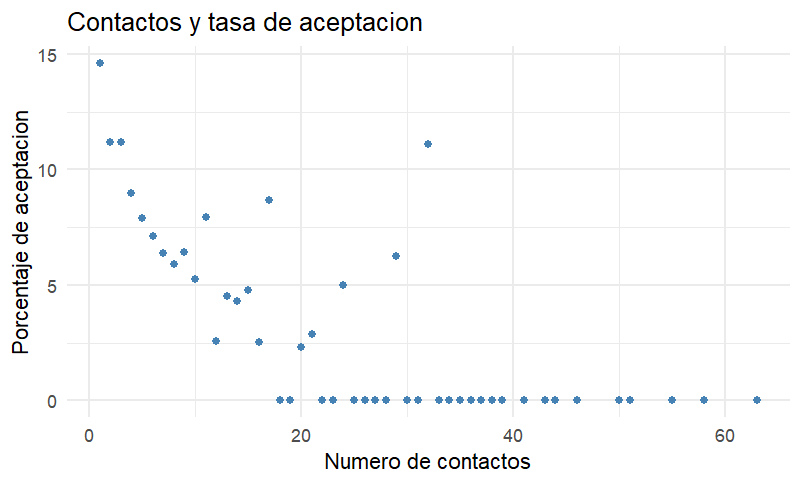 Contactos y tasa de aceptacion
Porcentaje de aceptacion
15
10
5
0
0 20 40 60
Numero de contactos